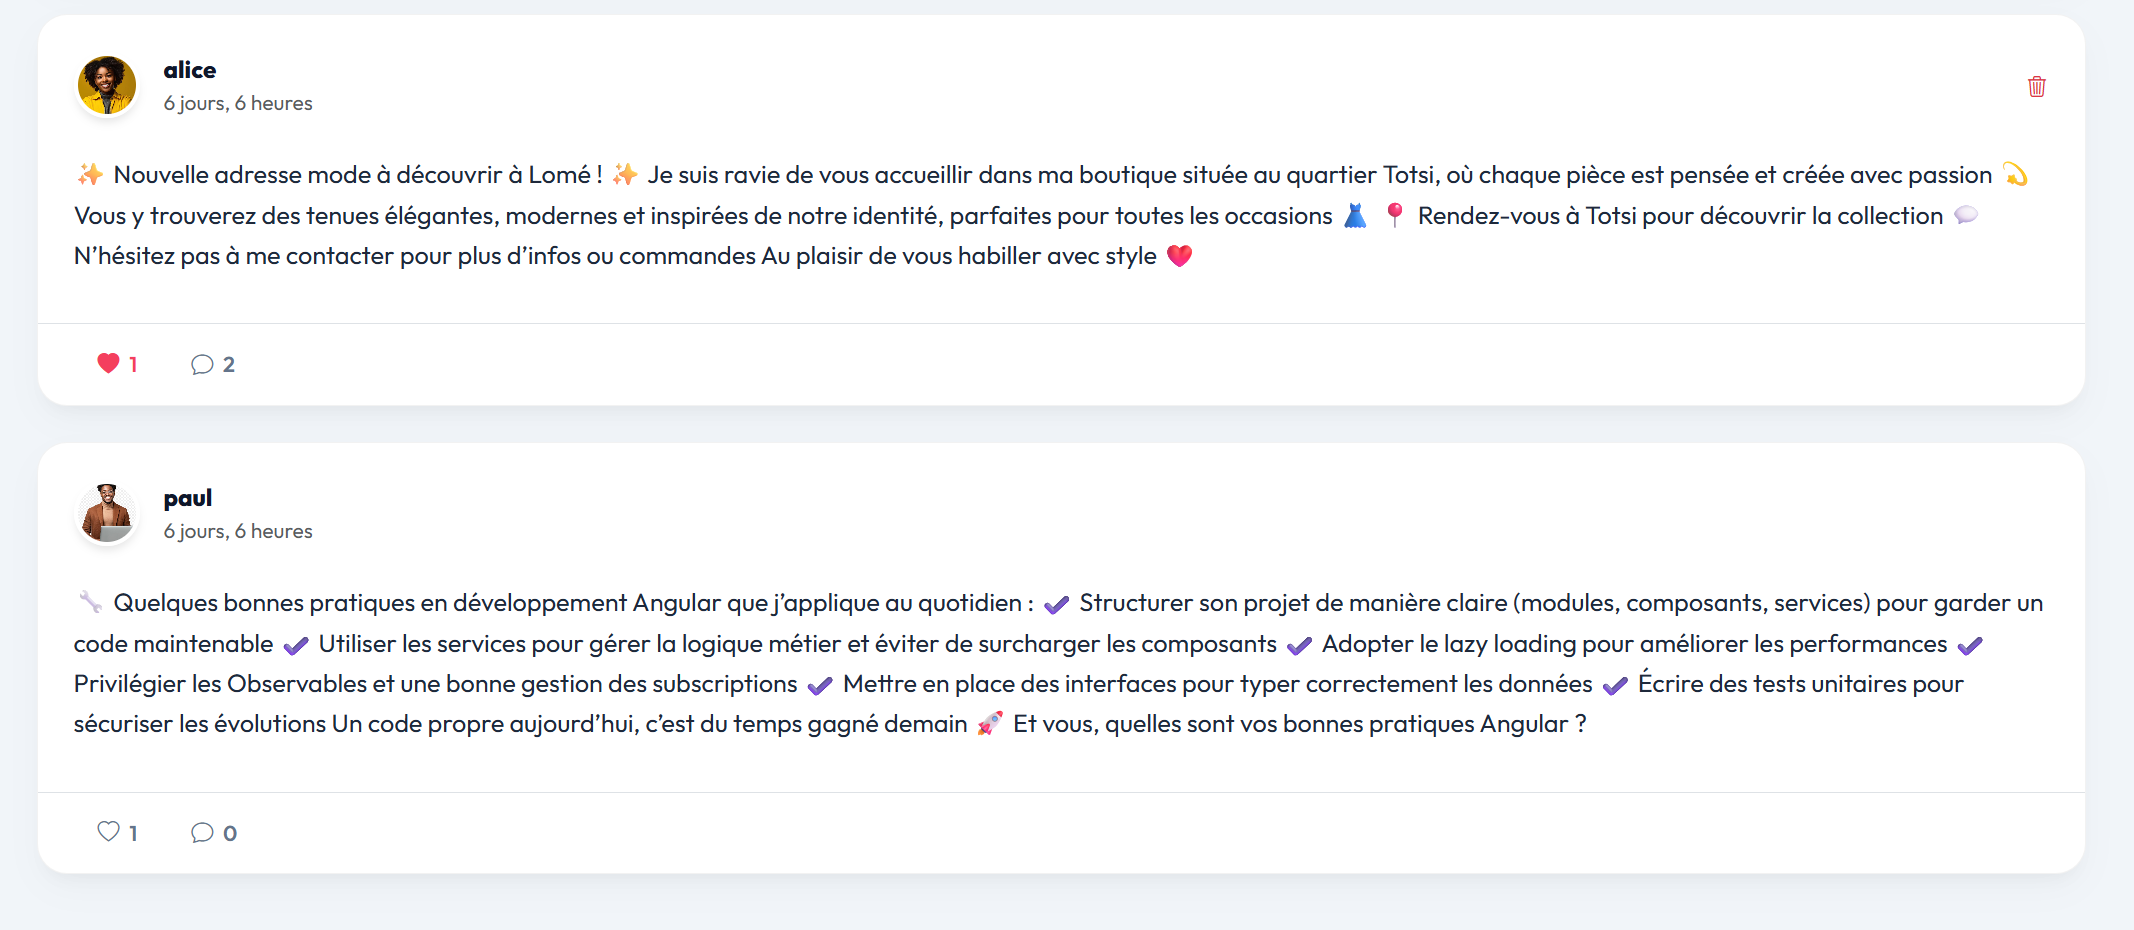 alice
6 jours, 6 heures
✨ Nouvelle adresse mode à découvrir à Lomé ! ✨ Je suis ravie de vous accueillir dans ma boutique située au quartier Totsi, où chaque pièce est pensée et créée avec passion 💫
Vous y trouverez des tenues élégantes, modernes et inspirées de notre identité, parfaites pour toutes les occasions 👗 📍 Rendez-vous à Totsi pour découvrir la collection 💬
N’hésitez pas à me contacter pour plus d’infos ou commandes Au plaisir de vous habiller avec style ❤️
1 2
paul
6 jours, 6 heures
🔧 Quelques bonnes pratiques en développement Angular que j’applique au quotidien : ✔️ Structurer son projet de manière claire (modules, composants, services) pour garder un
code maintenable ✔️ Utiliser les services pour gérer la logique métier et éviter de surcharger les composants ✔️ Adopter le lazy loading pour améliorer les performances ✔️
Privilégier les Observables et une bonne gestion des subscriptions ✔️ Mettre en place des interfaces pour typer correctement les données ✔️ Écrire des tests unitaires pour
sécuriser les évolutions Un code propre aujourd’hui, c’est du temps gagné demain 🚀 Et vous, quelles sont vos bonnes pratiques Angular ?
1 0